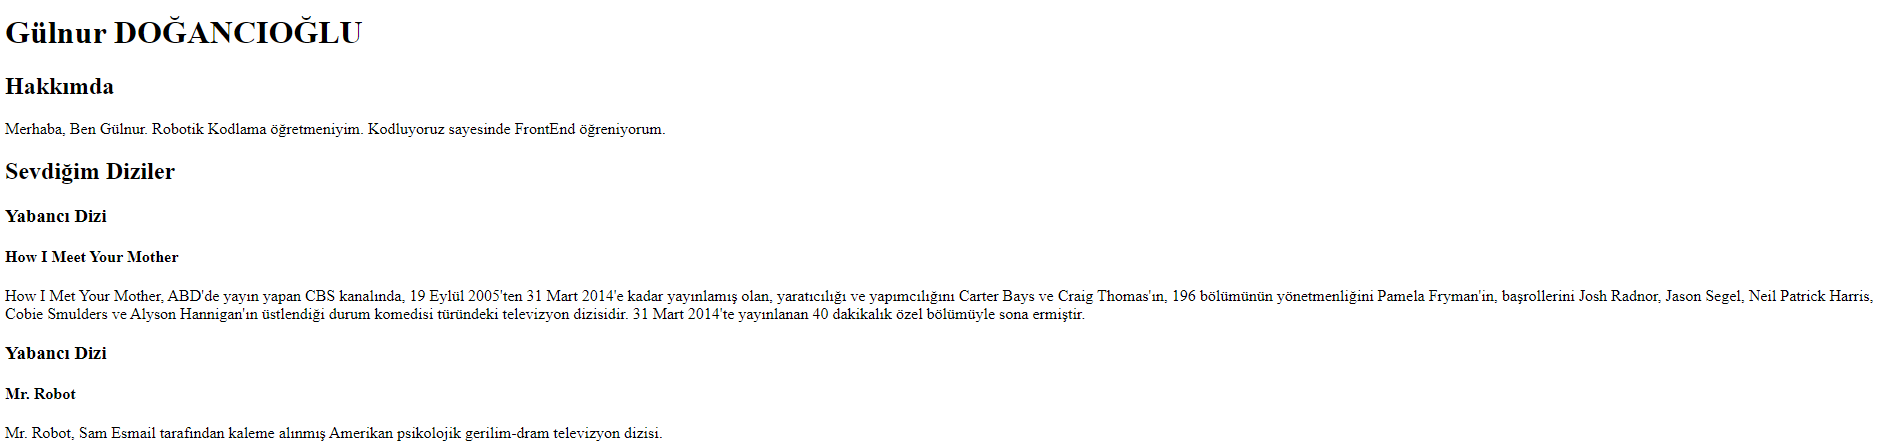 Gülnur DOĞANCIOĞLU
Hakkımda
Merhaba, Ben Gülnur. Robotik Kodlama öğretmeniyim. Kodluyoruz sayesinde FrontEnd öğreniyorum.
Sevdiğim Diziler
Yabancı Dizi
How I Meet Your Mother
How I Met Your Mother, ABD'de yayın yapan CBS kanalında, 19 Eylül 2005'ten 31 Mart 2014'e kadar yayınlamış olan, yaratıcılığı ve yapımcılığını Carter Bays ve Craig Thomas'ın, 196 bölümünün yönetmenliğini Pamela Fryman'in, başrollerini Josh Radnor, Jason Segel, Neil Patrick Harris,
Cobie Smulders ve Alyson Hannigan'ın üstlendiği durum komedisi türündeki televizyon dizisidir. 31 Mart 2014'te yayınlanan 40 dakikalık özel bölümüyle sona ermiştir.
Yabancı Dizi
Mr. Robot
Mr. Robot, Sam Esmail tarafından kaleme alınmış Amerikan psikolojik gerilim-dram televizyon dizisi.